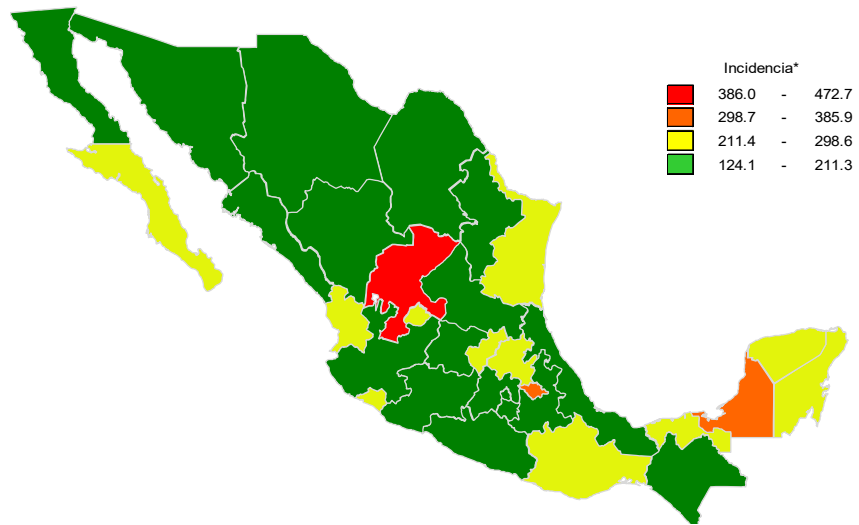 Incidencia*
386.0 - 472.7
298.7 - 385.9
211.4 - 298.6
124.1 - 211.3